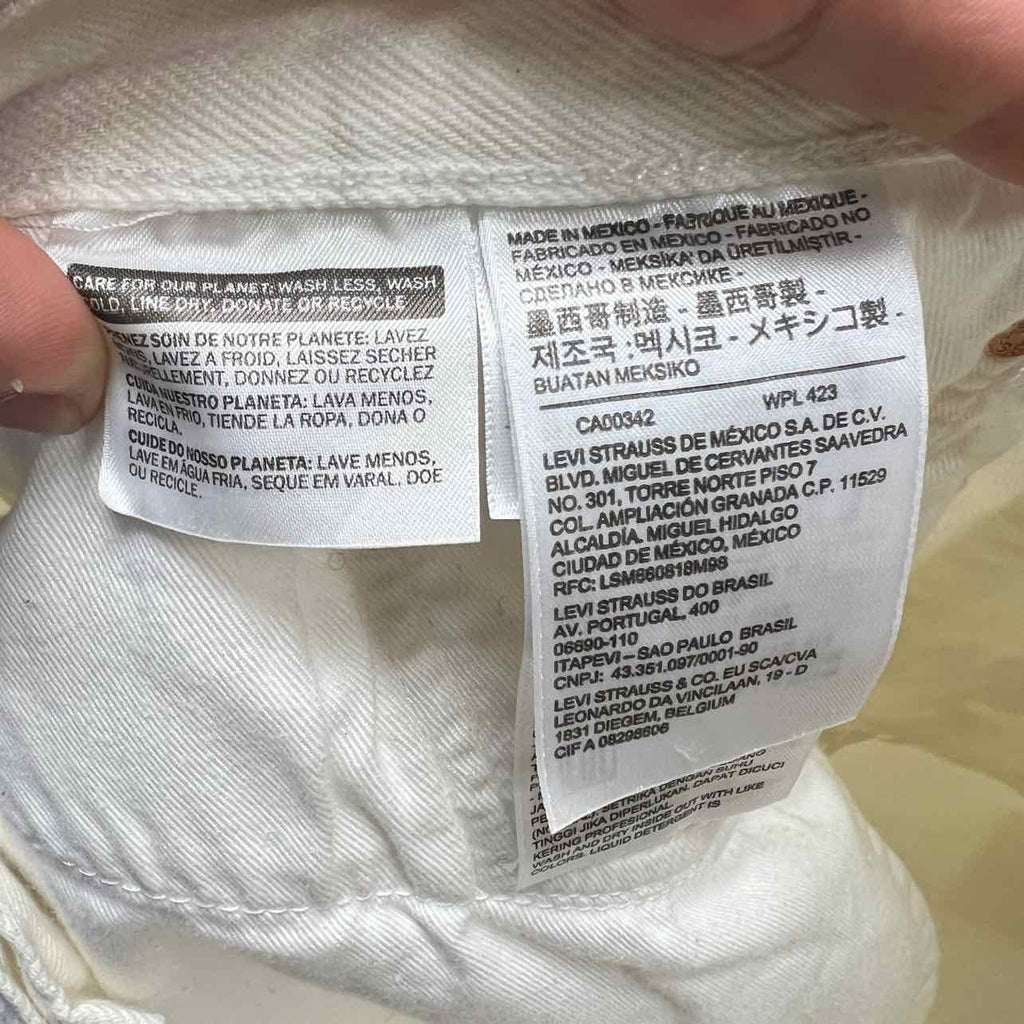 CARE FOR OUR PLANET: WASH LESS, WASH
COLD, LINE DRY, DONATE OR RECYCLE
SOIN DE NOTRE PLANETE: LAVEZ
LAVEZ A FROID, LAISSEZ SECHER
DONNEZ OU RECYCLEZ
CUIDA NUESTRO PLANETA: LAVA MENOS,
LAVA EN FRIO, TIENDE LA ROPA, DONA O
RECICLA.
CUIDE DO NOSSO PLANETA: LAVE MENOS,
LAVE EM ÁGUA FRIA, SEQUE EM VARAL, DOE
OU RECICLE.
MADE IN MEXICO - FABRIQUE AU MEXIQUE -
FABRICADO EN MEXICO - FABRICADO NO
MÉXICO - MEKSIKA'DA ÜRETILMIŞTIR -
СДЕЛАНО В МЕКСИКЕ -
墨西哥制造 - 墨西哥製 -
제조국 :멕시코 - メキシコ製 -
BUATAN MEKSIKO
CA00342 WPL 423
LEVI STRAUSS DE MÉXICO S.A. DE C.V.
BLVD. MIGUEL DE CERVANTES SAAVEDRA
NO. 301, TORRE NORTE PISO 7
COL. AMPLIACIÓN GRANADA C.P. 11529
ALCALDÍA. MIGUEL HIDALGO
CIUDAD DE MÉXICO, MÉXICO
RFC: LSM860818M98
LEVI STRAUSS DO BRASIL
AV. PORTUGAL, 400
06690-110
ITAPEVI – SAO PAULO BRASIL
CNPJ: 43.351.097/0001-90
LEVI STRAUSS & CO. EU SCA/CVA
LEONARDO DA VINCILAAN, 19 - D
1831 DIEGEM, BELGIUM
CIF A 08298606
SETRIKA DENGAN SUHU
JIKA DIPERLUKAN. DAPAT DICUCI
TINGGI
KERING PROFESIONAL
WASH AND DRY INSIDE OUT WITH LIKE
COLORS. LIQUID DETERGENT IS